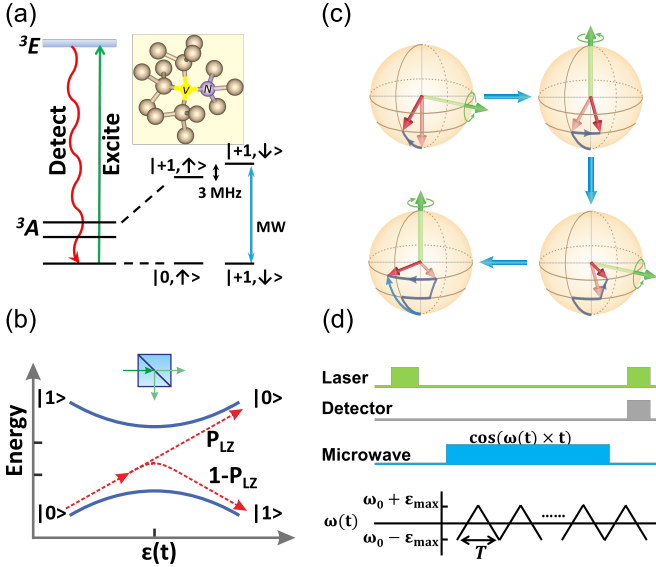 (a)
³E
V
N
Detect
Excite
|+1,↑>
|+1,↓>
3 MHz
³A
MW
|0,↑>
|+1,↓>
(b)
Energy
|1>
|0>
P_LZ
1-P_LZ
|0>
|1>
ε(t)
(c)
(d)
Laser
Detector
cos(ω(t) × t)
Microwave
ω₀ + ε_max
ω(t)
ω₀ − ε_max
T
......